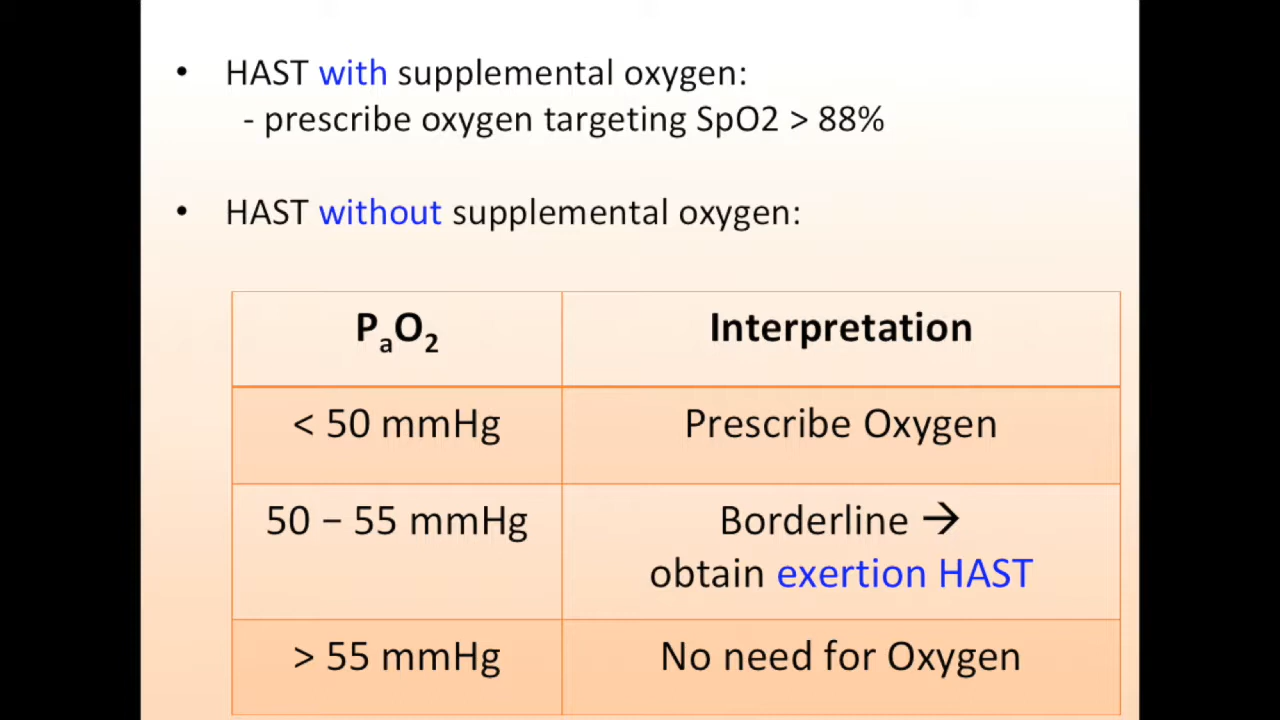 • HAST with supplemental oxygen:
- prescribe oxygen targeting SpO2 > 88%
• HAST without supplemental oxygen:
PaO2 Interpretation
< 50 mmHg Prescribe Oxygen
50 – 55 mmHg Borderline →
obtain exertion HAST
> 55 mmHg No need for Oxygen